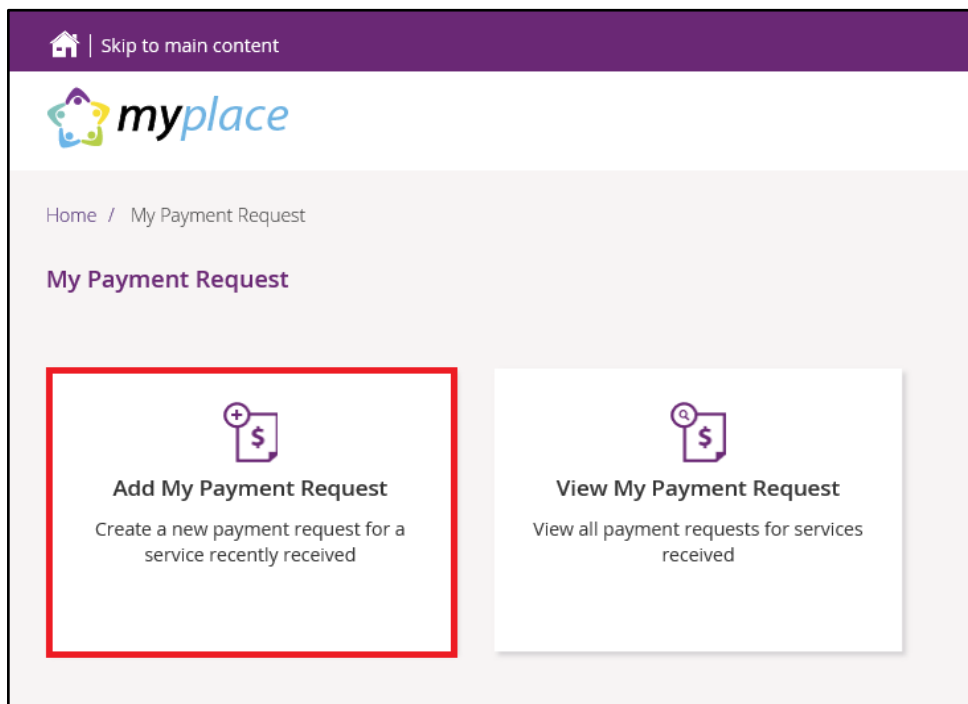 Skip to main content
myplace
Home / My Payment Request
My Payment Request
$
Add My Payment Request
Create a new payment request for a
service recently received
$
View My Payment Request
View all payment requests for services
received